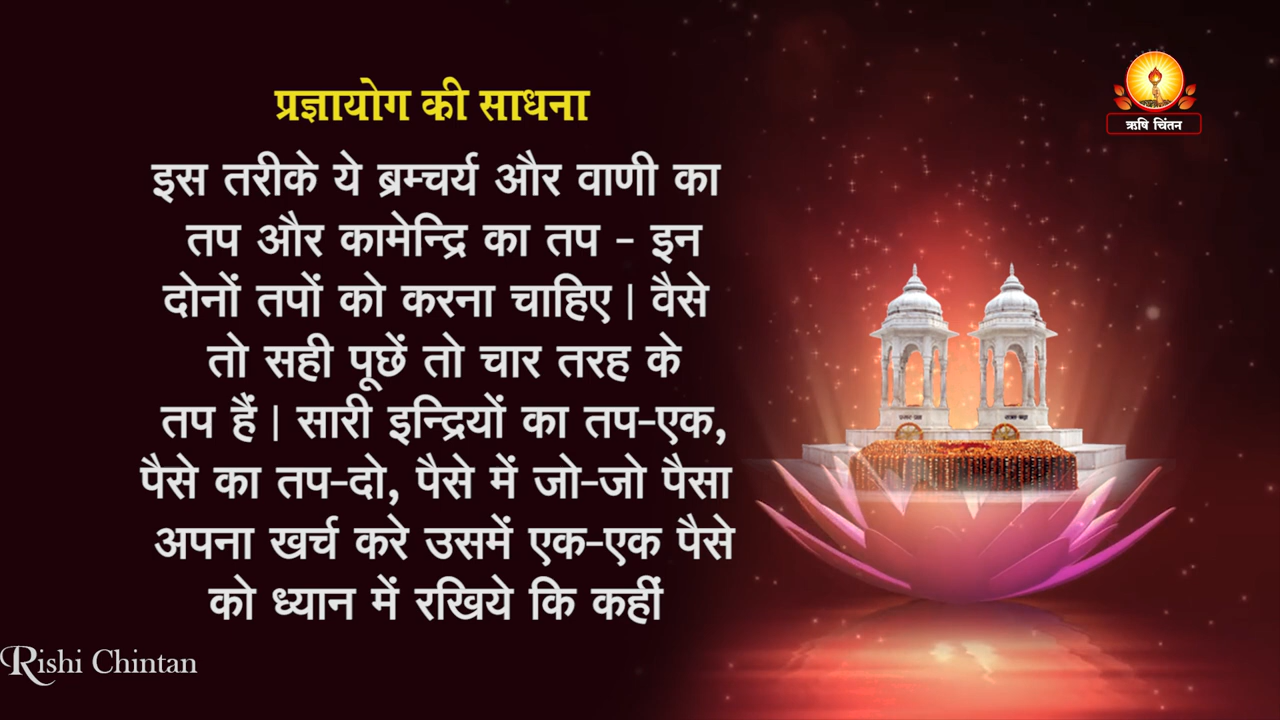 प्रज्ञायोग की साधना
इस तरीके ये ब्रम्चर्य और वाणी का
तप और कामेन्द्रि का तप - इन
दोनों तपों को करना चाहिए | वैसे
तो सही पूछें तो चार तरह के
तप हैं | सारी इन्द्रियों का तप-एक,
पैसे का तप-दो, पैसे में जो-जो पैसा
अपना खर्च करे उसमें एक-एक पैसे
को ध्यान में रखिये कि कहीं
ऋषि चिंतन
Rishi Chintan